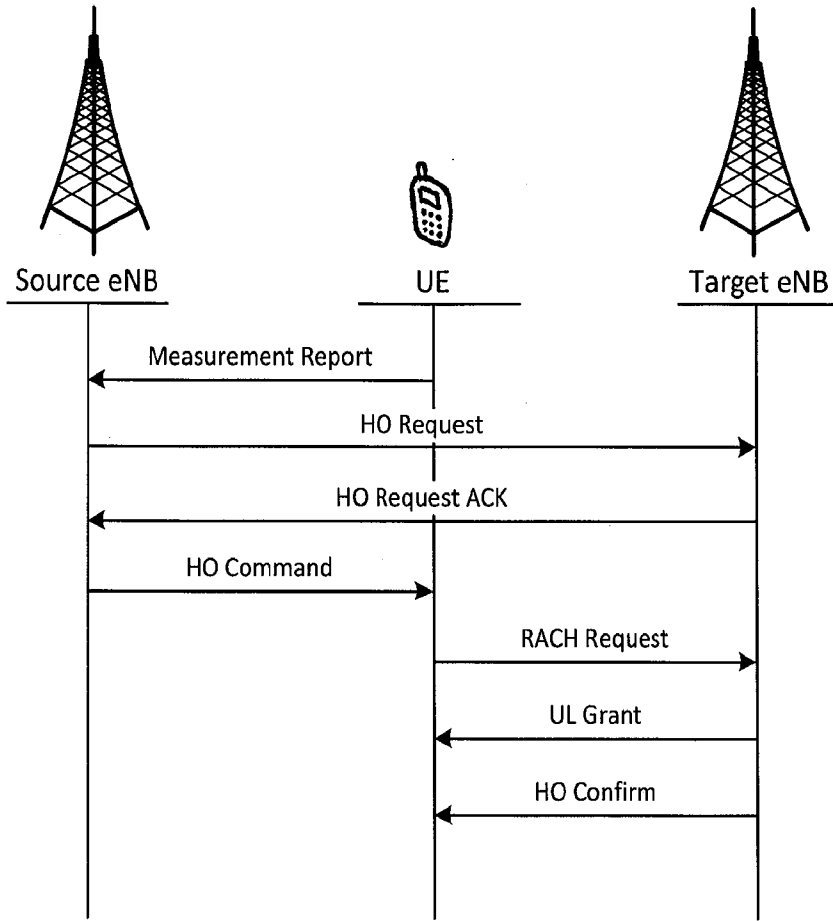 Source eNB
UE
Target eNB
Measurement Report
HO Request
HO Request ACK
HO Command
RACH Request
UL Grant
HO Confirm